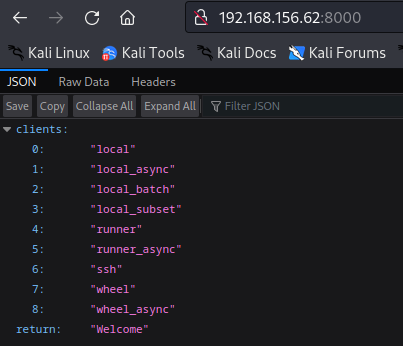 192.168.156.62:8000
Kali Linux Kali Tools Kali Docs Kali Forums
JSON Raw Data Headers
Save Copy Collapse All Expand All Filter JSON
clients:
0: "local"
1: "local_async"
2: "local_batch"
3: "local_subset"
4: "runner"
5: "runner_async"
6: "ssh"
7: "wheel"
8: "wheel_async"
return: "Welcome"